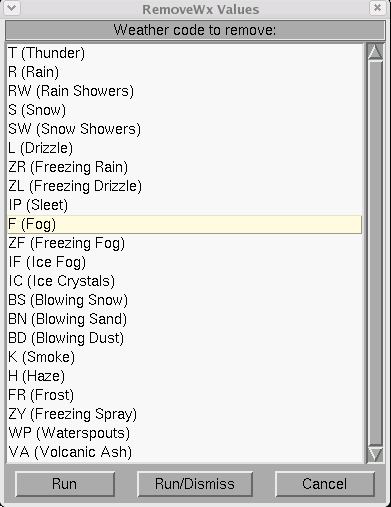 RemoveWx Values
Weather code to remove:
T (Thunder)
R (Rain)
RW (Rain Showers)
S (Snow)
SW (Snow Showers)
L (Drizzle)
ZR (Freezing Rain)
ZL (Freezing Drizzle)
IP (Sleet)
F (Fog)
ZF (Freezing Fog)
IF (Ice Fog)
IC (Ice Crystals)
BS (Blowing Snow)
BN (Blowing Sand)
BD (Blowing Dust)
K (Smoke)
H (Haze)
FR (Frost)
ZY (Freezing Spray)
WP (Waterspouts)
VA (Volcanic Ash)
Run Run/Dismiss Cancel